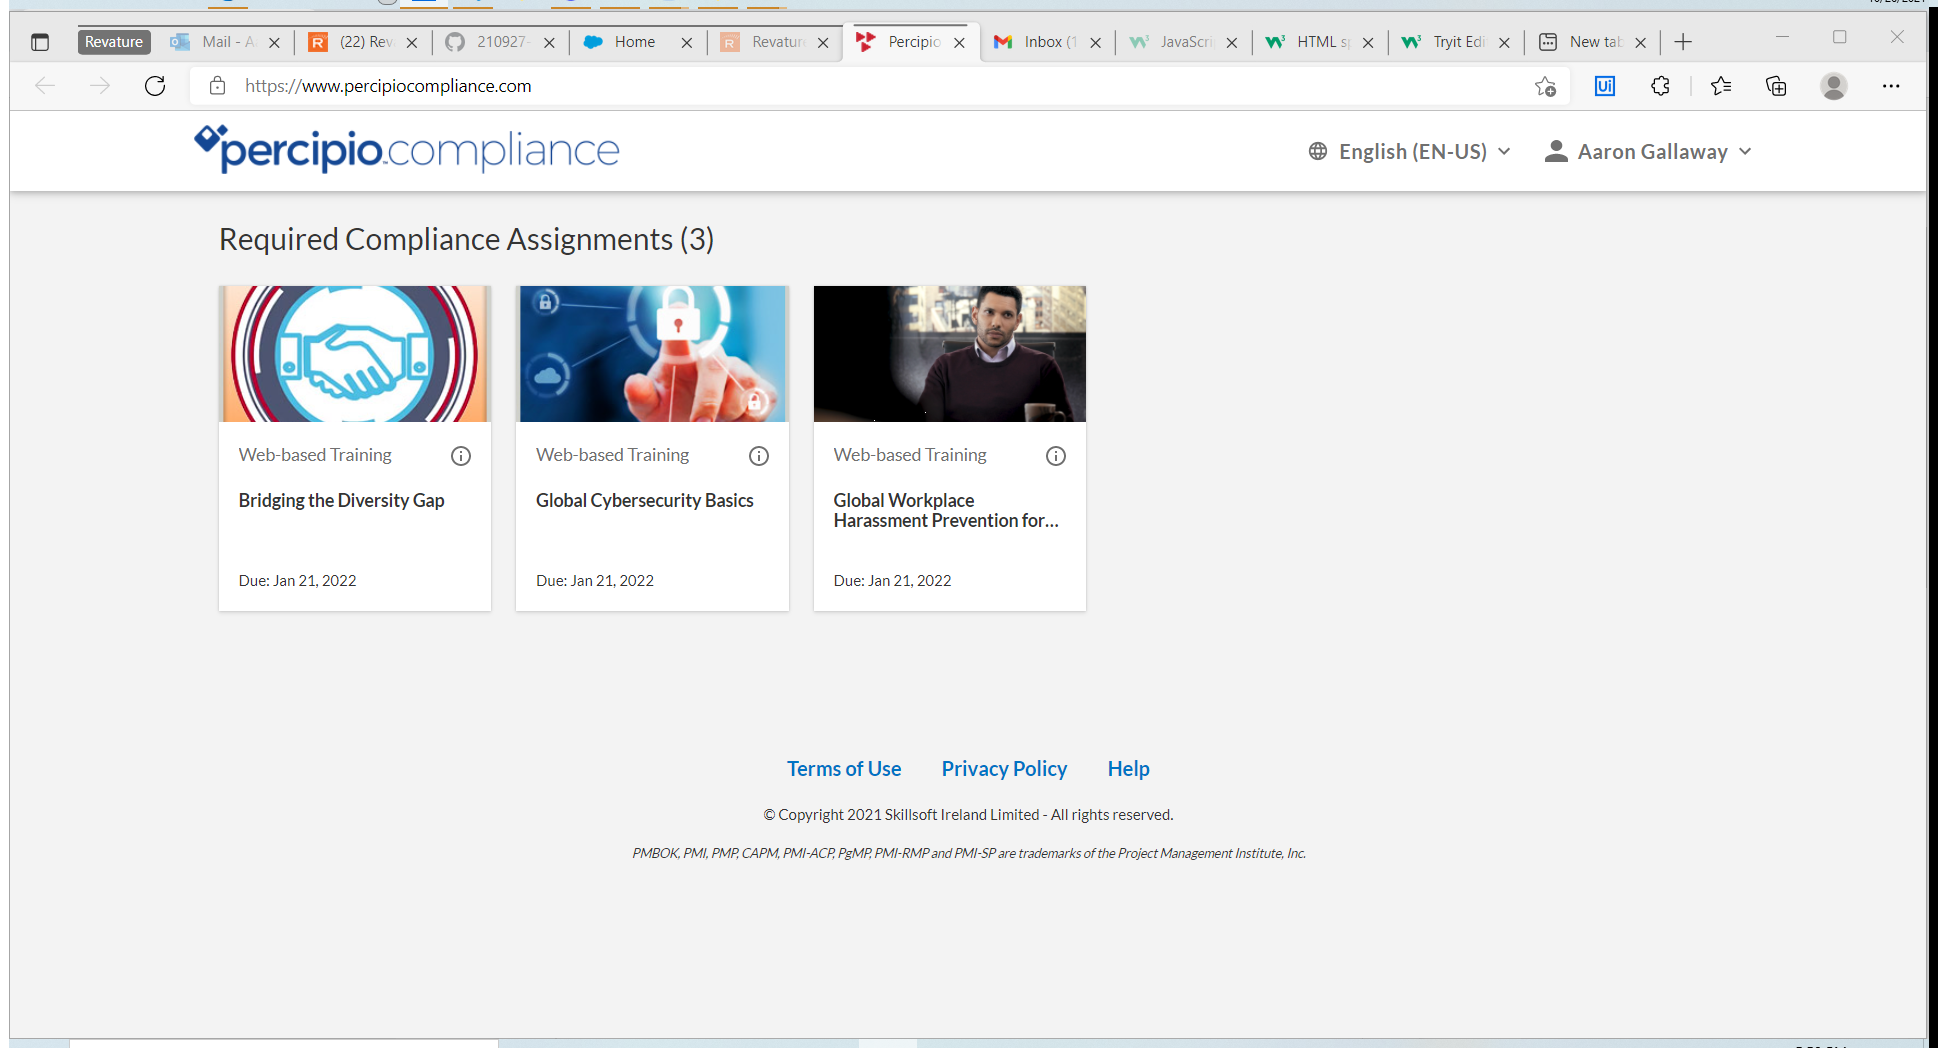 Revature
Mail - A
(22) Rev
210927-
Home
Revature
Percipio
Inbox (1
JavaScri
HTML s
Tryit Edi
New tab
https://www.percipiocompliance.com
percipio.compliance
English (EN-US)
Aaron Gallaway
Required Compliance Assignments (3)
Web-based Training
Bridging the Diversity Gap
Due: Jan 21, 2022
Web-based Training
Global Cybersecurity Basics
Due: Jan 21, 2022
Web-based Training
Global Workplace
Harassment Prevention for...
Due: Jan 21, 2022
Terms of Use Privacy Policy Help
© Copyright 2021 Skillsoft Ireland Limited - All rights reserved.
PMBOK, PMI, PMP, CAPM, PMI-ACP, PgMP, PMI-RMP and PMI-SP are trademarks of the Project Management Institute, Inc.